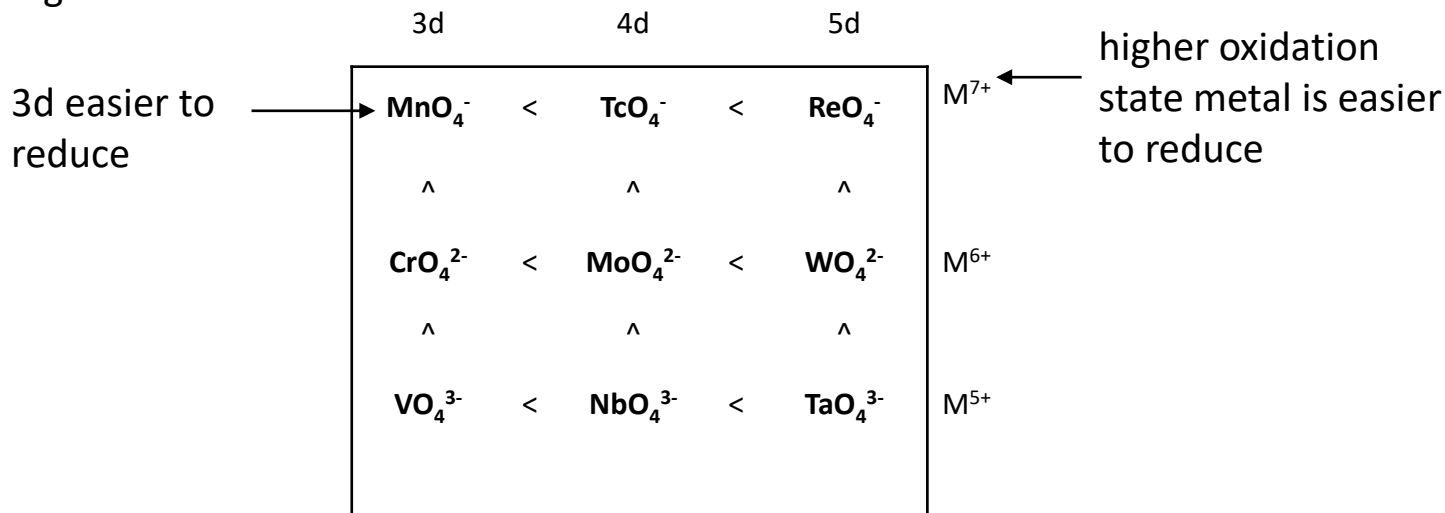 3d 4d 5d
higher oxidation
state metal is easier
to reduce
3d easier to
reduce
MnO₄⁻ < TcO₄⁻ < ReO₄⁻ M⁷⁺
^ ^ ^
CrO₄²⁻ < MoO₄²⁻ < WO₄²⁻ M⁶⁺
^ ^ ^
VO₄³⁻ < NbO₄³⁻ < TaO₄³⁻ M⁵⁺